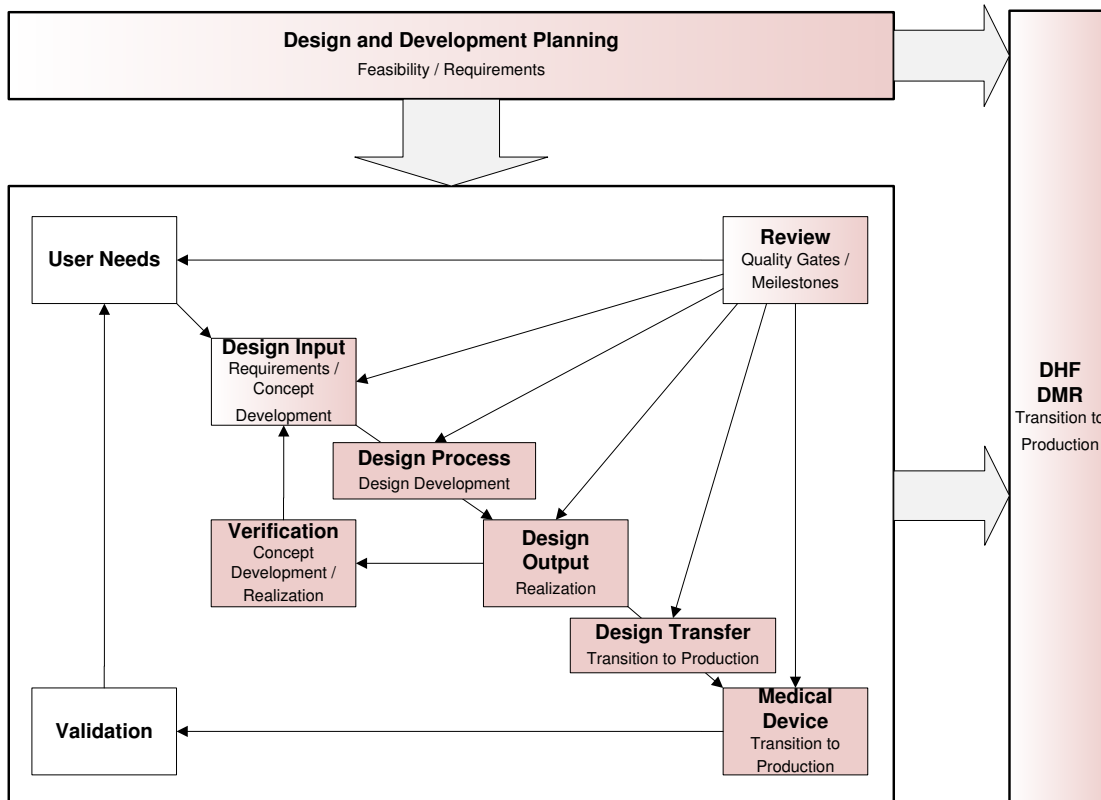 Design and Development Planning
Feasibility / Requirements
User Needs
Review
Quality Gates /
Meilestones
Design Input
Requirements /
Concept
Development
Design Process
Design Development
Verification
Concept
Development /
Realization
Design
Output
Realization
Design Transfer
Transition to Production
Validation
Medical
Device
Transition to
Production
DHF
DMR
Transition to
Production